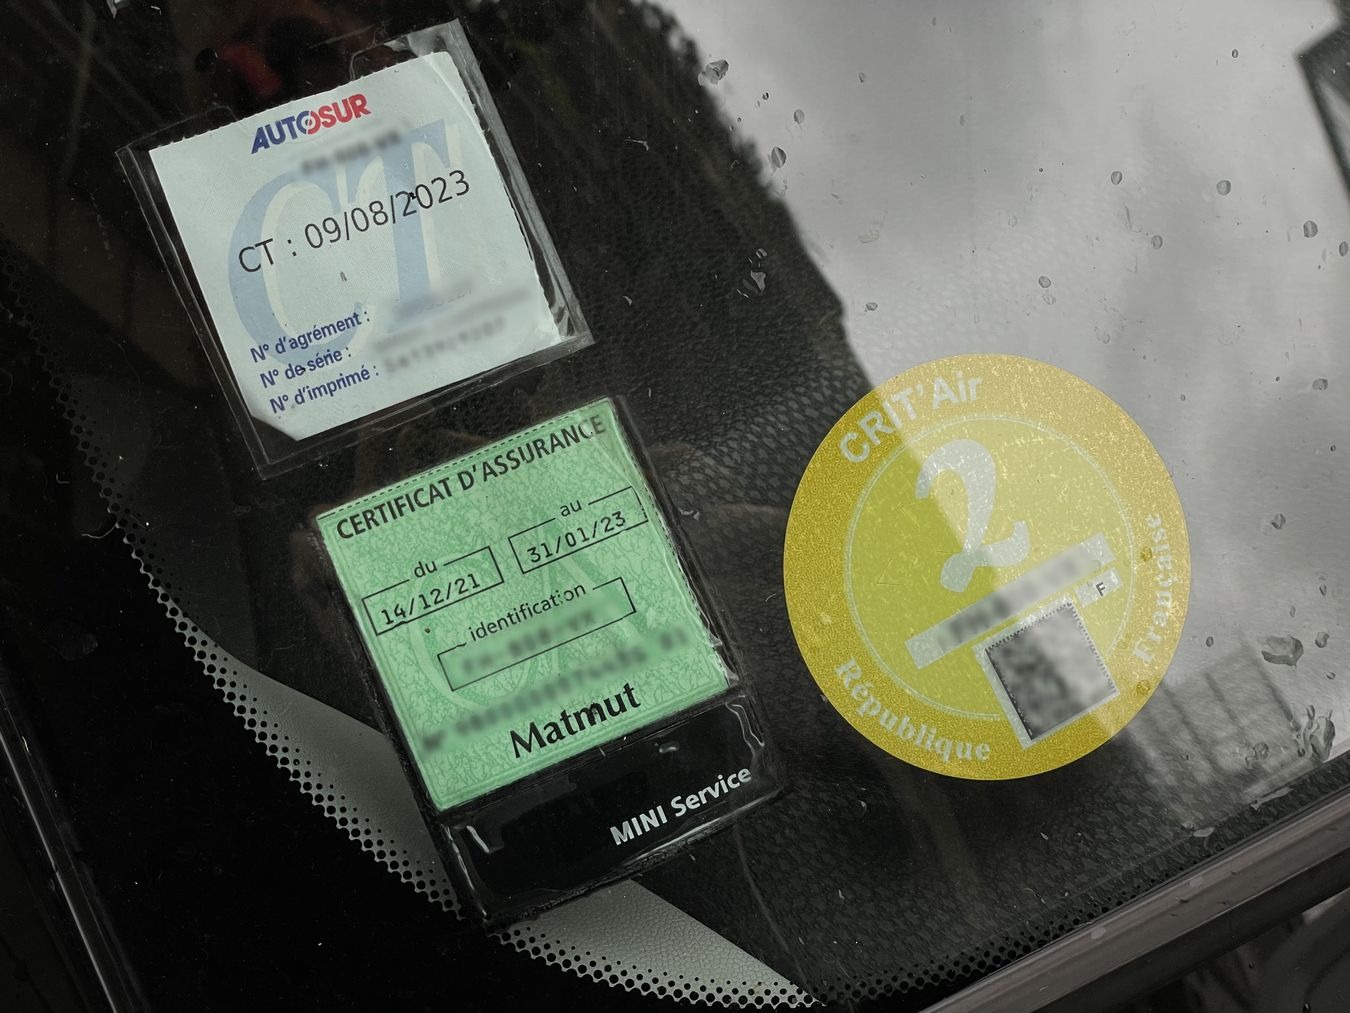 AUTOSUR
CT
CT : 09/08/2023
N° d'agrément :
N° de série :
N° d'imprimé :
CERTIFICAT D'ASSURANCE
du
au
14/12/21
31/01/23
identification
Matmut
MINI Service
CRIT'Air
2
F
République
Française